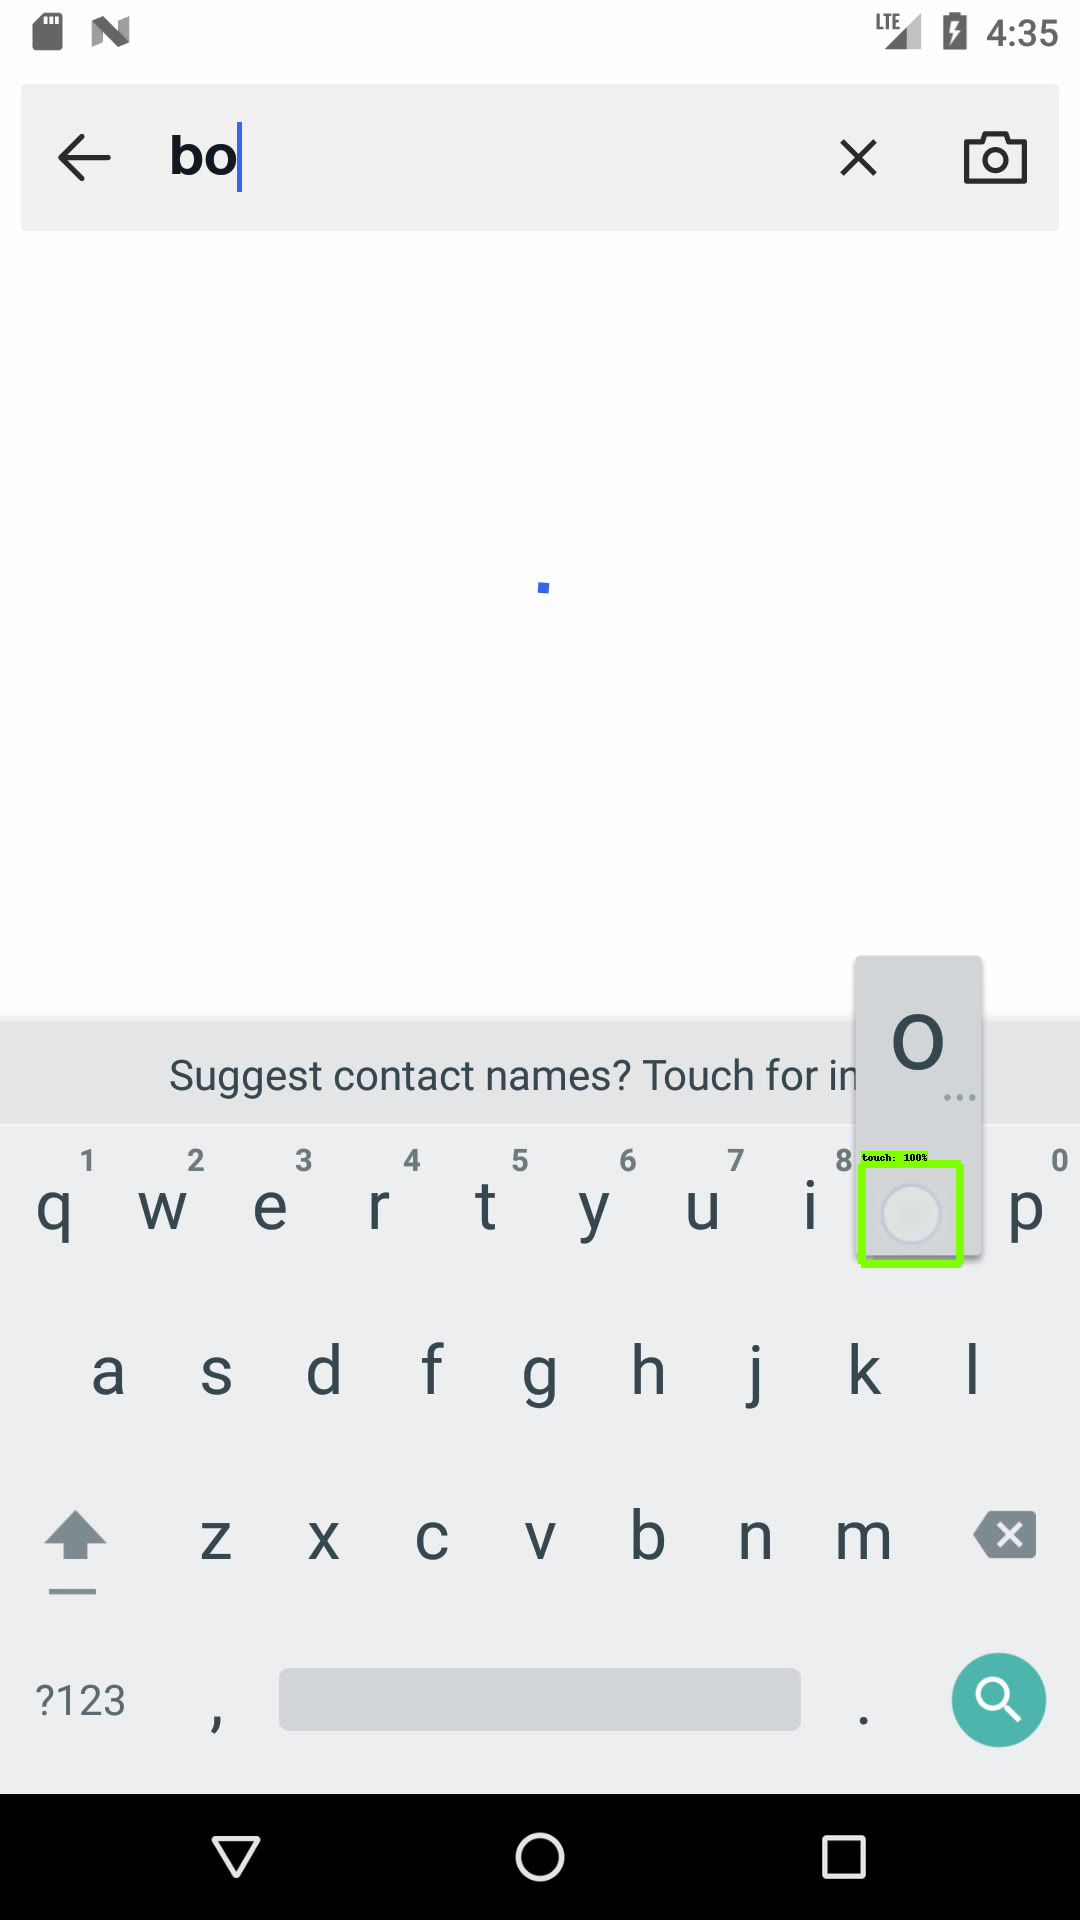 LTE 4:35
bo
o
Suggest contact names? Touch for in
...
1 2 3 4 5 6 7 8 0
touch: 100%
q w e r t y u i p
a s d f g h j k l
z x c v b n m
?123 , .